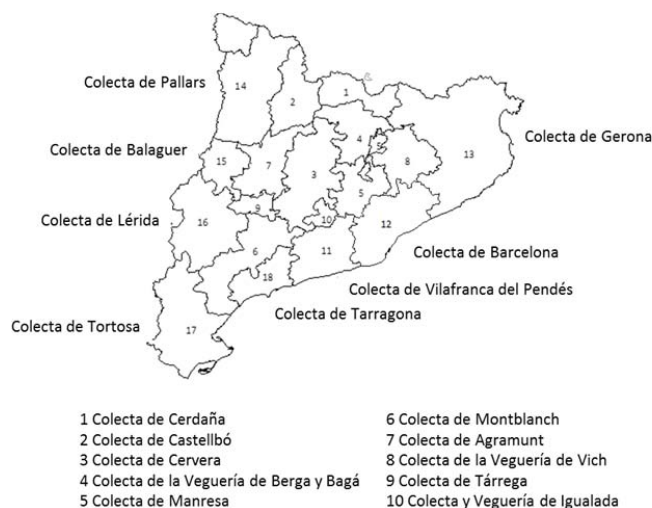 Colecta de Pallars
Colecta de Balaguer
Colecta de Lérida
Colecta de Tortosa
Colecta de Gerona
Colecta de Barcelona
Colecta de Vilafranca del Pendés
Colecta de Tarragona
14
2
1
4
13
15
7
3
8
5
16
9
10
12
6
11
18
17
1 Colecta de Cerdaña
2 Colecta de Castellbó
3 Colecta de Cervera
4 Colecta de la Veguería de Berga y Bagá
5 Colecta de Manresa
6 Colecta de Montblanch
7 Colecta de Agramunt
8 Colecta de la Veguería de Vich
9 Colecta de Tárrega
10 Colecta y Veguería de Igualada